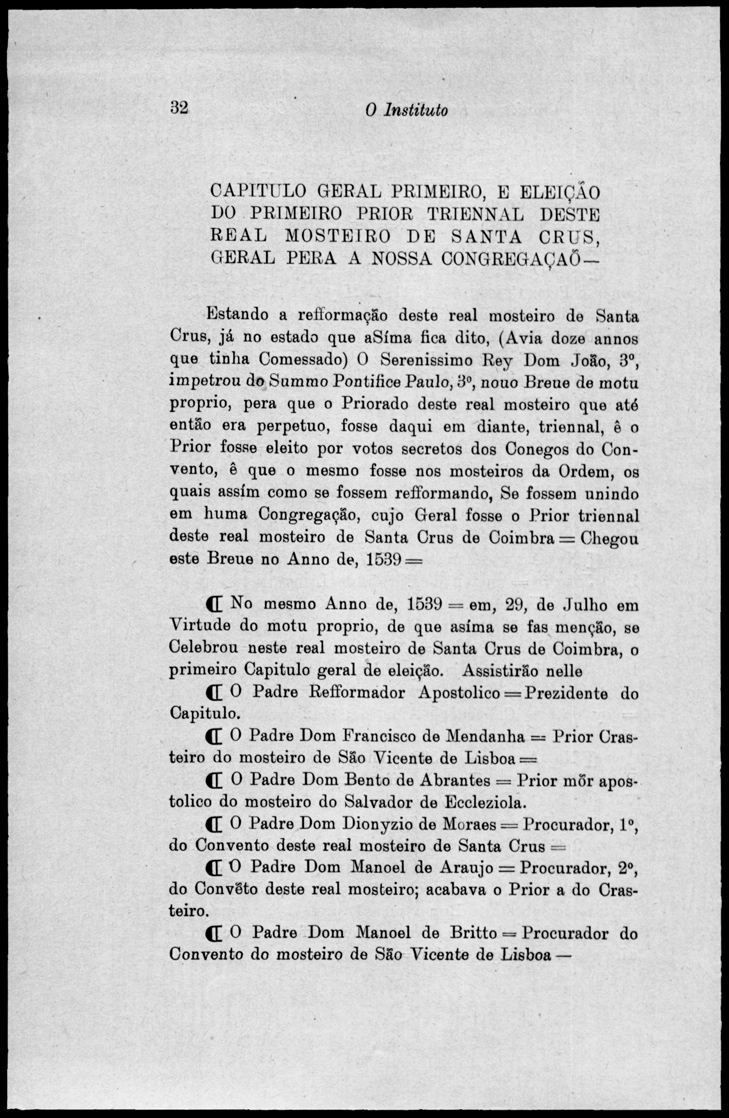 32
O Instituto
CAPITULO GERAL PRIMEIRO, E ELEIÇÃO
DO PRIMEIRO PRIOR TRIENNAL DESTE
REAL MOSTEIRO DE SANTA CRUS,
GERAL PERA A NOSSA CONGREGAÇAÕ—
Estando a refformação deste real mosteiro de Santa
Crus, já no estado que aSíma fica dito, (Avia doze annos
que tinha Comessado) O Serenissimo Rey Dom João, 3º,
impetrou do Summo Pontifice Paulo, 3º, nouo Breue de motu
proprio, pera que o Priorado deste real mosteiro que até
então era perpetuo, fosse daqui em diante, triennal, ê o
Prior fosse eleito por votos secretos dos Conegos do Con-
vento, ê que o mesmo fosse nos mosteiros da Ordem, os
quais assím como se fossem refformando, Se fossem unindo
em huma Congregação, cujo Geral fosse o Prior triennal
deste real mosteiro de Santa Crus de Coimbra = Chegou
este Breue no Anno de, 1539 =
⁋ No mesmo Anno de, 1539 = em, 29, de Julho em
Virtude do motu proprio, de que asíma se fas menção, se
Celebrou neste real mosteiro de Santa Crus de Coimbra, o
primeiro Capitulo geral de eleição. Assistirão nelle
⁋ O Padre Refformador Apostolico = Prezidente do
Capitulo.
⁋ O Padre Dom Francisco de Mendanha = Prior Cras-
teiro do mosteiro de São Vicente de Lisboa =
⁋ O Padre Dom Bento de Abrantes = Prior mõr apos-
tolico do mosteiro do Salvador de Eccleziola.
⁋ O Padre Dom Dionyzio de Moraes = Procurador, 1º,
do Convento deste real mosteiro de Santa Crus =
⁋ O Padre Dom Manoel de Araujo = Procurador, 2º,
do Convẽto deste real mosteiro; acabava o Prior a do Cras-
teiro.
⁋ O Padre Dom Manoel de Britto = Procurador do
Convento do mosteiro de São Vicente de Lisboa —